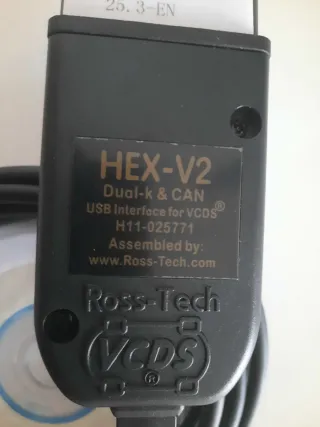 25.3-EN
HEX-V2
Dual-k & CAN
USB Interface for VCDS®
H11-025771
Assembled by:
www.Ross-Tech.com
Ross-Tech
VCDS
®